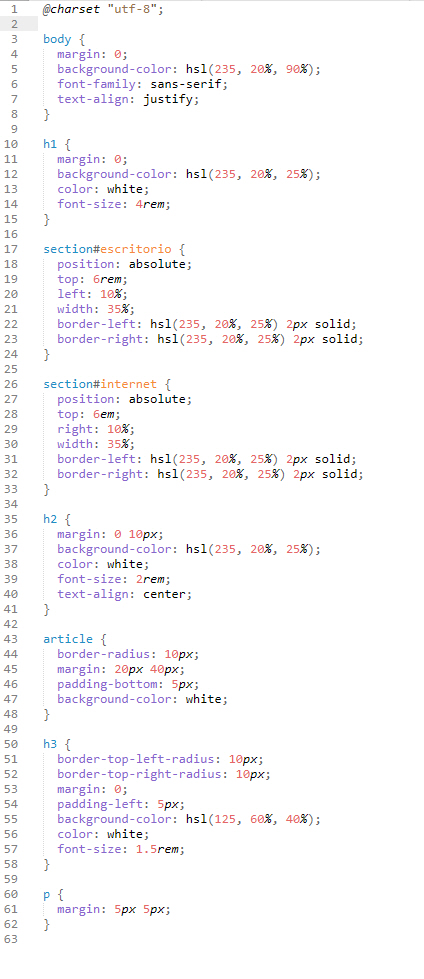 1 @charset "utf-8";
2
3 body {
4 margin: 0;
5 background-color: hsl(235, 20%, 90%);
6 font-family: sans-serif;
7 text-align: justify;
8 }
9
10 h1 {
11 margin: 0;
12 background-color: hsl(235, 20%, 25%);
13 color: white;
14 font-size: 4rem;
15 }
16
17 section#escritorio {
18 position: absolute;
19 top: 6rem;
20 left: 10%;
21 width: 35%;
22 border-left: hsl(235, 20%, 25%) 2px solid;
23 border-right: hsl(235, 20%, 25%) 2px solid;
24 }
25
26 section#internet {
27 position: absolute;
28 top: 6em;
29 right: 10%;
30 width: 35%;
31 border-left: hsl(235, 20%, 25%) 2px solid;
32 border-right: hsl(235, 20%, 25%) 2px solid;
33 }
34
35 h2 {
36 margin: 0 10px;
37 background-color: hsl(235, 20%, 25%);
38 color: white;
39 font-size: 2rem;
40 text-align: center;
41 }
42
43 article {
44 border-radius: 10px;
45 margin: 20px 40px;
46 padding-bottom: 5px;
47 background-color: white;
48 }
49
50 h3 {
51 border-top-left-radius: 10px;
52 border-top-right-radius: 10px;
53 margin: 0;
54 padding-left: 5px;
55 background-color: hsl(125, 60%, 40%);
56 color: white;
57 font-size: 1.5rem;
58 }
59
60 p {
61 margin: 5px 5px;
62 }
63